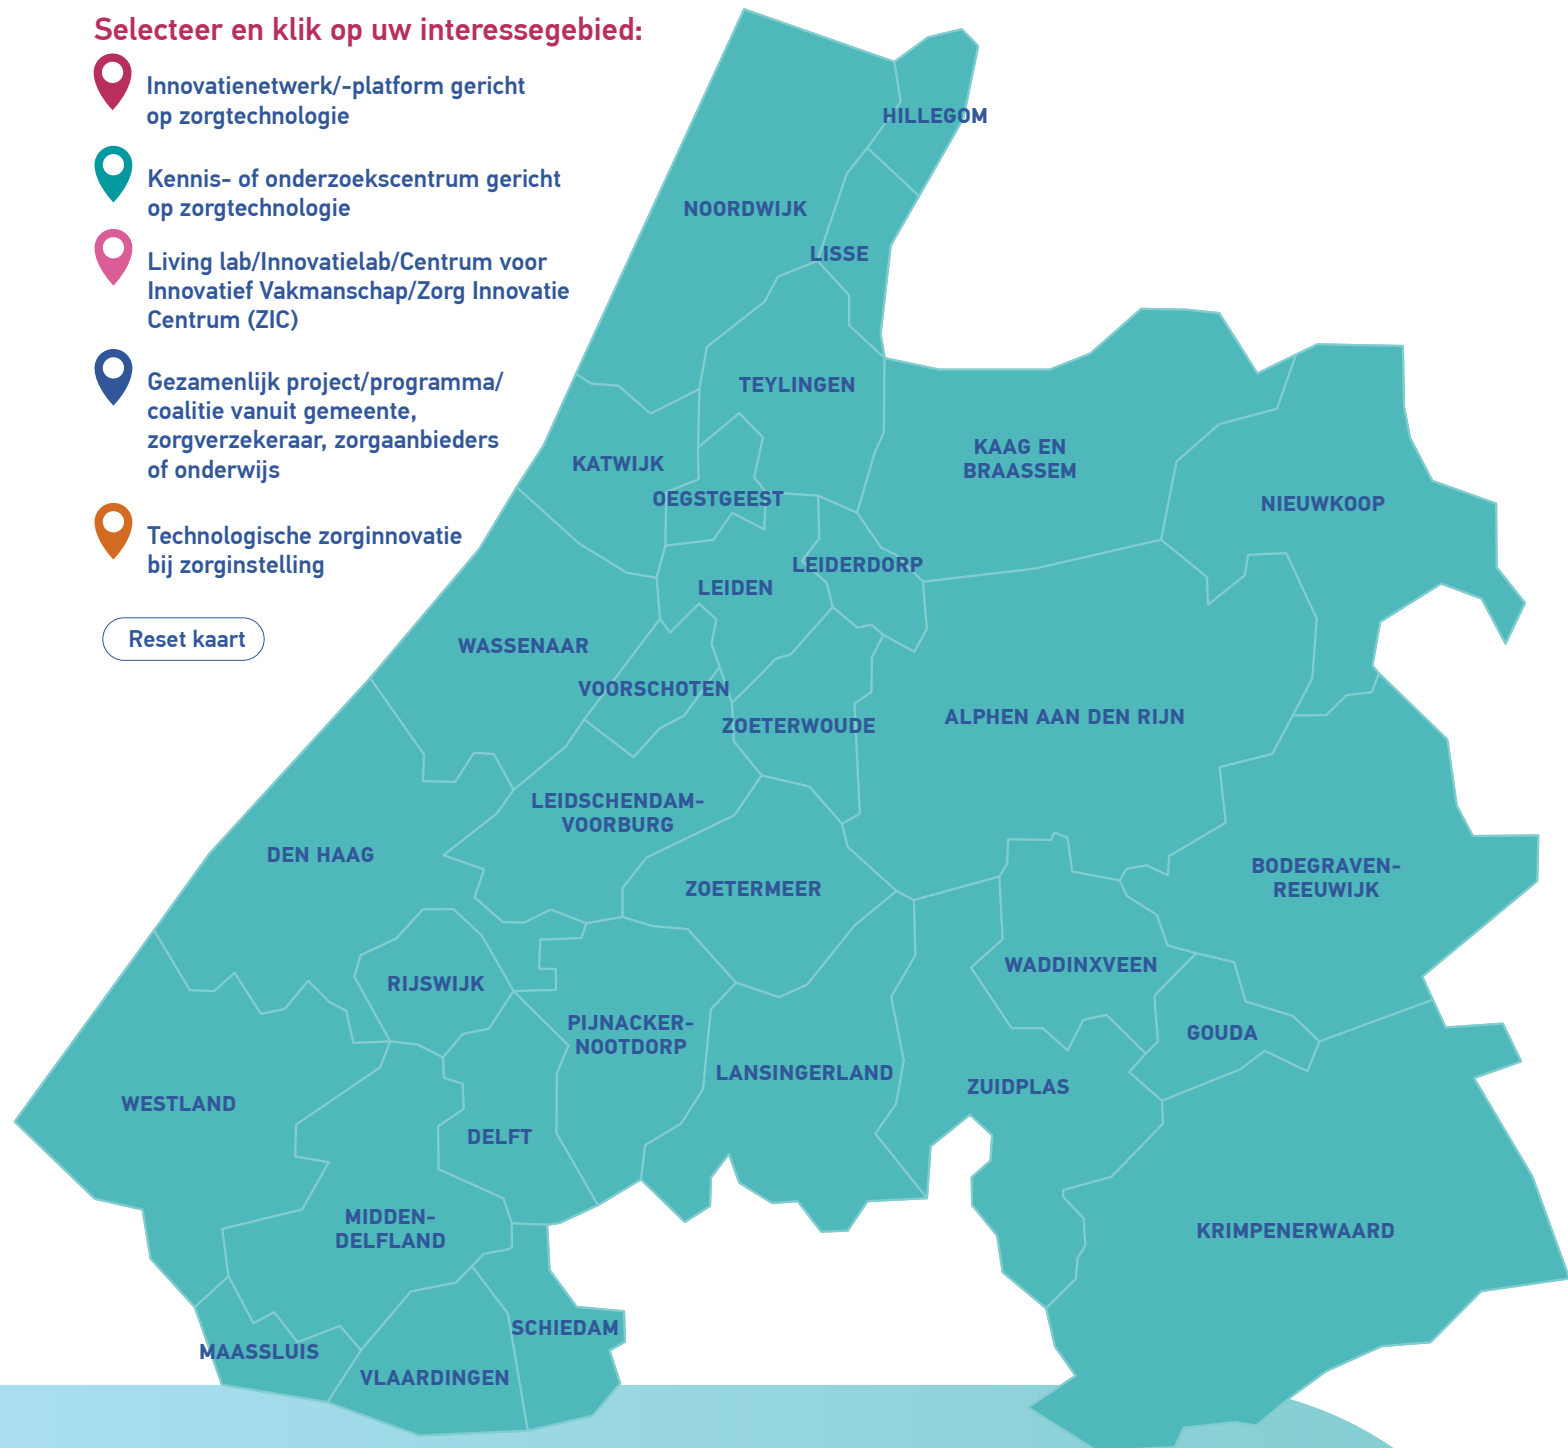 Selecteer en klik op uw interessegebied:
Innovatienetwerk/-platform gericht
op zorgtechnologie
Kennis- of onderzoekscentrum gericht
op zorgtechnologie
Living lab/Innovatielab/Centrum voor
Innovatief Vakmanschap/Zorg Innovatie
Centrum (ZIC)
Gezamenlijk project/programma/
coalitie vanuit gemeente,
zorgverzekeraar, zorgaanbieders
of onderwijs
Technologische zorginnovatie
bij zorginstelling
Reset kaart
HILLEGOM
NOORDWIJK
LISSE
TEYLINGEN
KAAG EN
BRAASSEM
KATWIJK
OEGSTGEEST
NIEUWKOOP
LEIDERDORP
LEIDEN
WASSENAAR
VOORSCHOTEN
ZOETERWOUDE
ALPHEN AAN DEN RIJN
LEIDSCHENDAM-
VOORBURG
DEN HAAG
ZOETERMEER
BODEGRAVEN-
REEUWIJK
WADDINXVEEN
RIJSWIJK
PIJNACKER-
NOOTDORP
GOUDA
LANSINGERLAND
ZUIDPLAS
WESTLAND
DELFT
MIDDEN-
DELFLAND
KRIMPENERWAARD
SCHIEDAM
MAASSLUIS
VLAARDINGEN